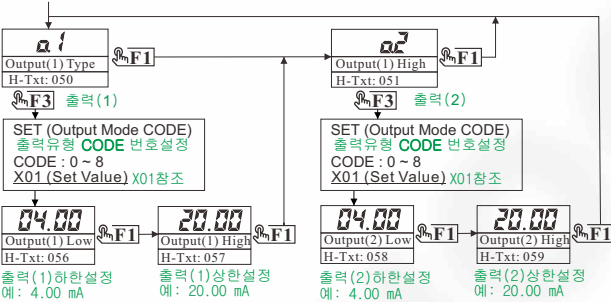 o.1
Output(1) Type
H-Txt: 050
F1
o.2
Output(1) High
H-Txt: 051
F1
F3 출력(1)
F3 출력(2)
SET (Output Mode CODE)
출력유형 CODE 번호설정
CODE : 0 ~ 8
X01 (Set Value) X01참조
SET (Output Mode CODE)
출력유형 CODE 번호설정
CODE : 0 ~ 8
X01 (Set Value) X01참조
04.00
Output(1) Low
H-Txt: 056
F1
출력(1)하한설정
예: 4.00 mA
20.00
Output(1) High
H-Txt: 057
F1
출력(1)상한설정
예: 20.00 mA
04.00
Output(2) Low
H-Txt: 058
F1
출력(2)하한설정
예: 4.00 mA
20.00
Output(2) High
H-Txt: 059
F1
출력(2)상한설정
예: 20.00 mA